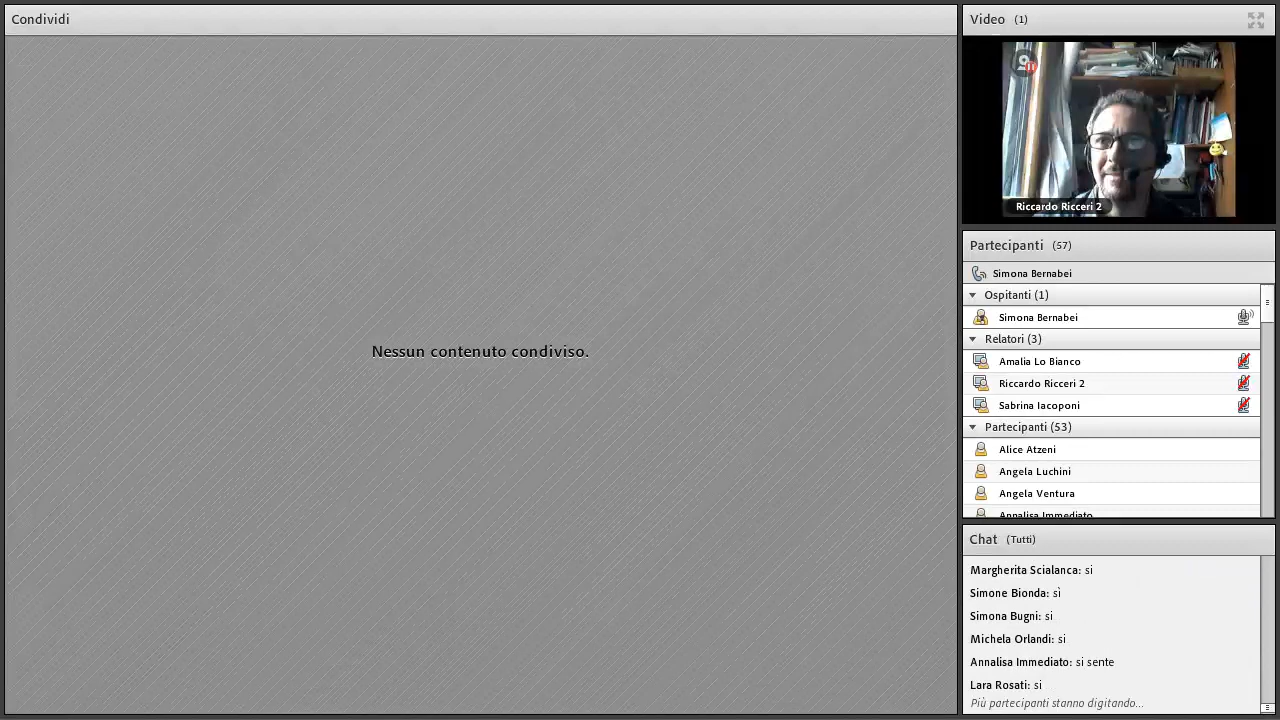 Condividi
Nessun contenuto condiviso.
Video (1)
Riccardo Ricceri 2
Partecipanti (57)
Simona Bernabei
Ospitanti (1)
Simona Bernabei
Relatori (3)
Amalia Lo Bianco
Riccardo Ricceri 2
Sabrina Iacoponi
Partecipanti (53)
Alice Atzeni
Angela Luchini
Angela Ventura
Annalisa Immediato
Chat (Tutti)
Margherita Scialanca: si
Simone Bionda: sì
Simona Bugni: si
Michela Orlandi: si
Annalisa Immediato: si sente
Lara Rosati: si
Più partecipanti stanno digitando...